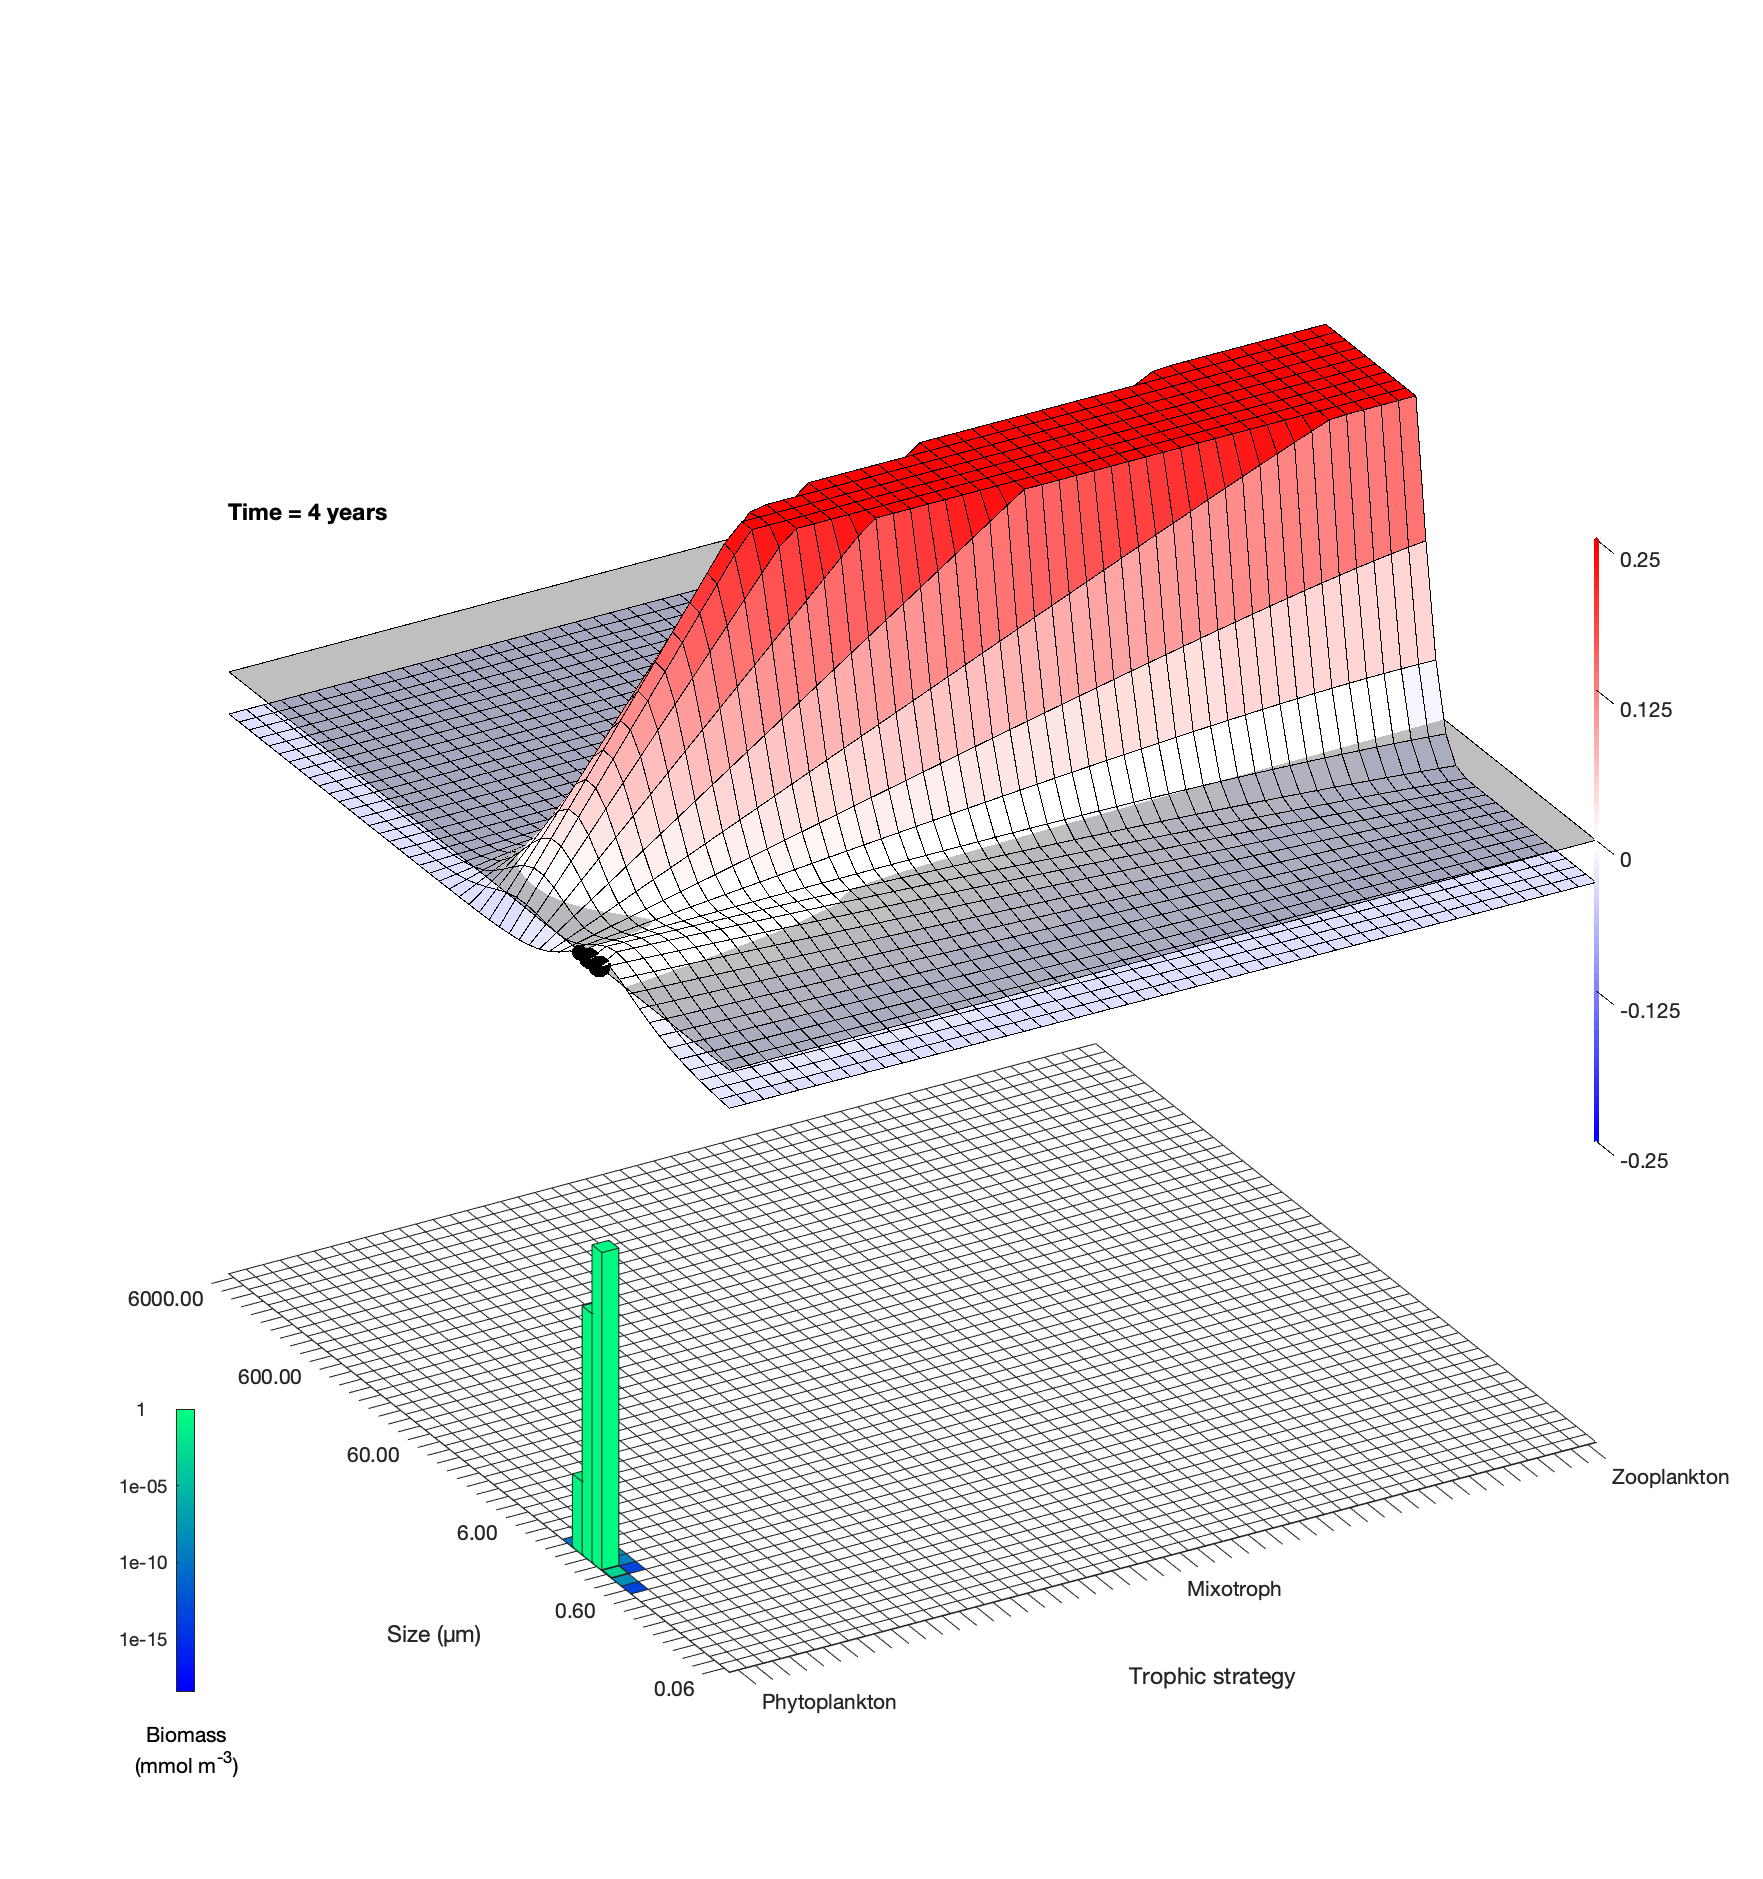 Time = 4 years
0.25
0.125
0
-0.125
-0.25
6000.00
600.00
60.00
6.00
0.60
0.06
Size (µm)
Phytoplankton
Mixotroph
Zooplankton
Trophic strategy
1
1e-05
1e-10
1e-15
Biomass
(mmol m-3)